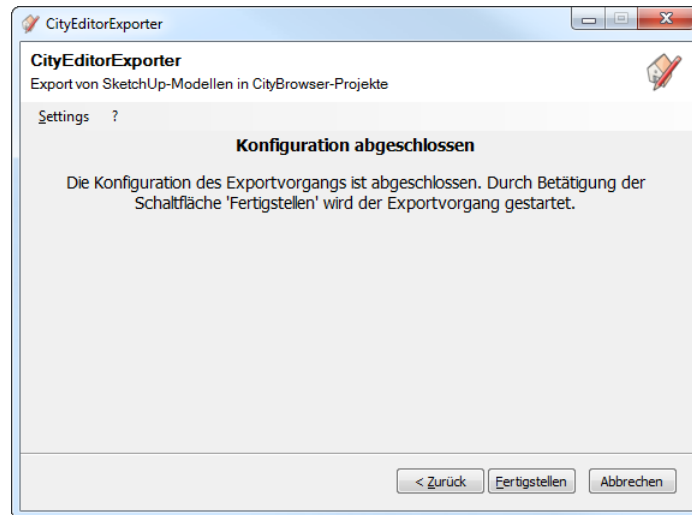 CityEditorExporter
CityEditorExporter
Export von SketchUp-Modellen in CityBrowser-Projekte
Settings ?
Konfiguration abgeschlossen
Die Konfiguration des Exportvorgangs ist abgeschlossen. Durch Betätigung der
Schaltfläche 'Fertigstellen' wird der Exportvorgang gestartet.
< Zurück Fertigstellen Abbrechen